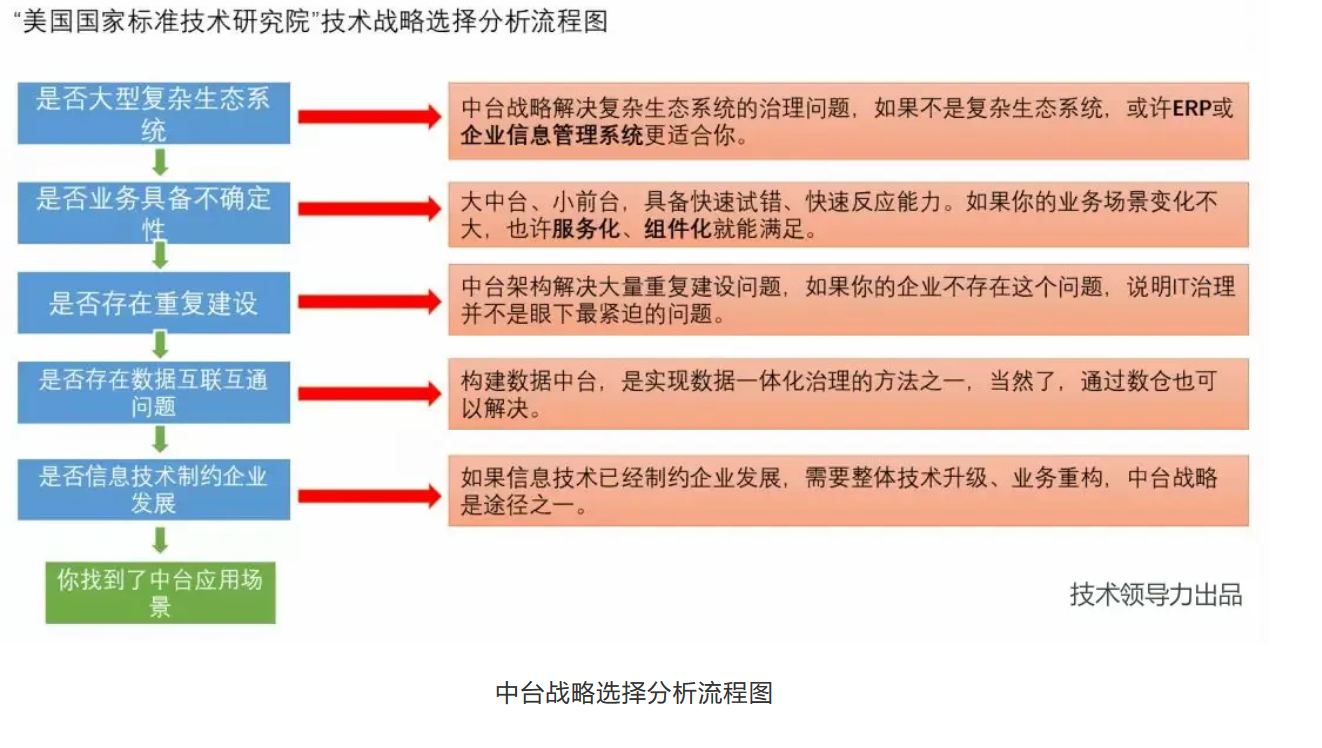 “美国国家标准技术研究院”技术战略选择分析流程图
是否大型复杂生态系
统
中台战略解决复杂生态系统的治理问题，如果不是复杂生态系统，或许ERP或
企业信息管理系统更适合你。
是否业务具备不确定
性
大中台、小前台，具备快速试错、快速反应能力。如果你的业务场景变化不
大，也许服务化、组件化就能满足。
是否存在重复建设
中台架构解决大量重复建设问题，如果你的企业不存在这个问题，说明IT治理
并不是眼下最紧迫的问题。
是否存在数据互联互通
问题
构建数据中台，是实现数据一体化治理的方法之一，当然了，通过数仓也可
以解决。
是否信息技术制约企业
发展
如果信息技术已经制约企业发展，需要整体技术升级、业务重构，中台战略
是途径之一。
你找到了中台应用场
景
技术领导力出品
中台战略选择分析流程图